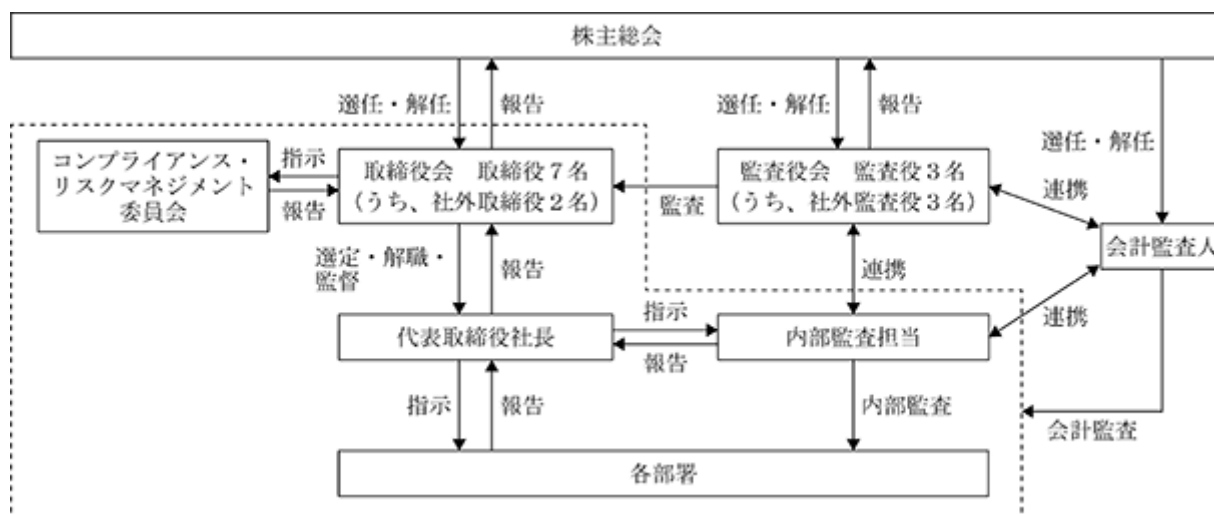 株主総会
選任・解任
報告
選任・解任
報告
選任・解任
コンプライアンス・
リスクマネジメント
委員会
指示
報告
取締役会　取締役7名
（うち、社外取締役2名）
監査
監査役会　監査役3名
（うち、社外監査役3名）
連携
会計監査人
選定・解職・
監督
報告
連携
連携
代表取締役社長
指示
報告
内部監査担当
指示
報告
内部監査
会計監査
各部署